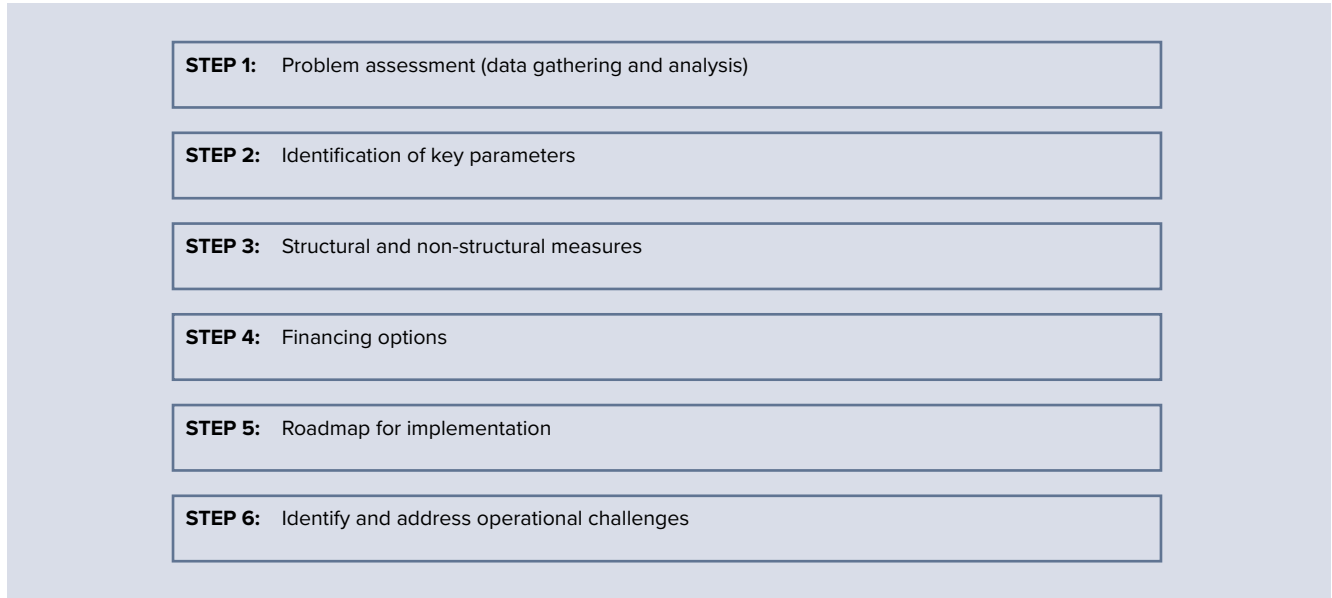 STEP 1: Problem assessment (data gathering and analysis)
STEP 2: Identification of key parameters
STEP 3: Structural and non-structural measures
STEP 4: Financing options
STEP 5: Roadmap for implementation
STEP 6: Identify and address operational challenges